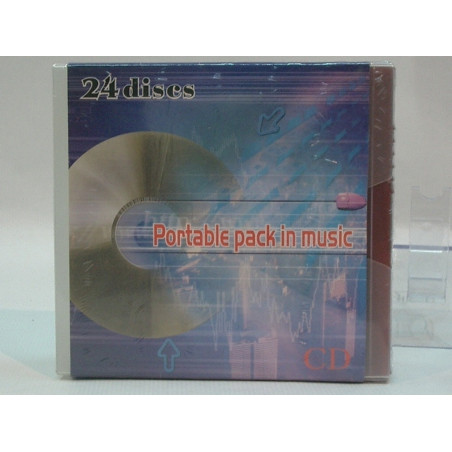 24 discs
Portable pack in music
CD